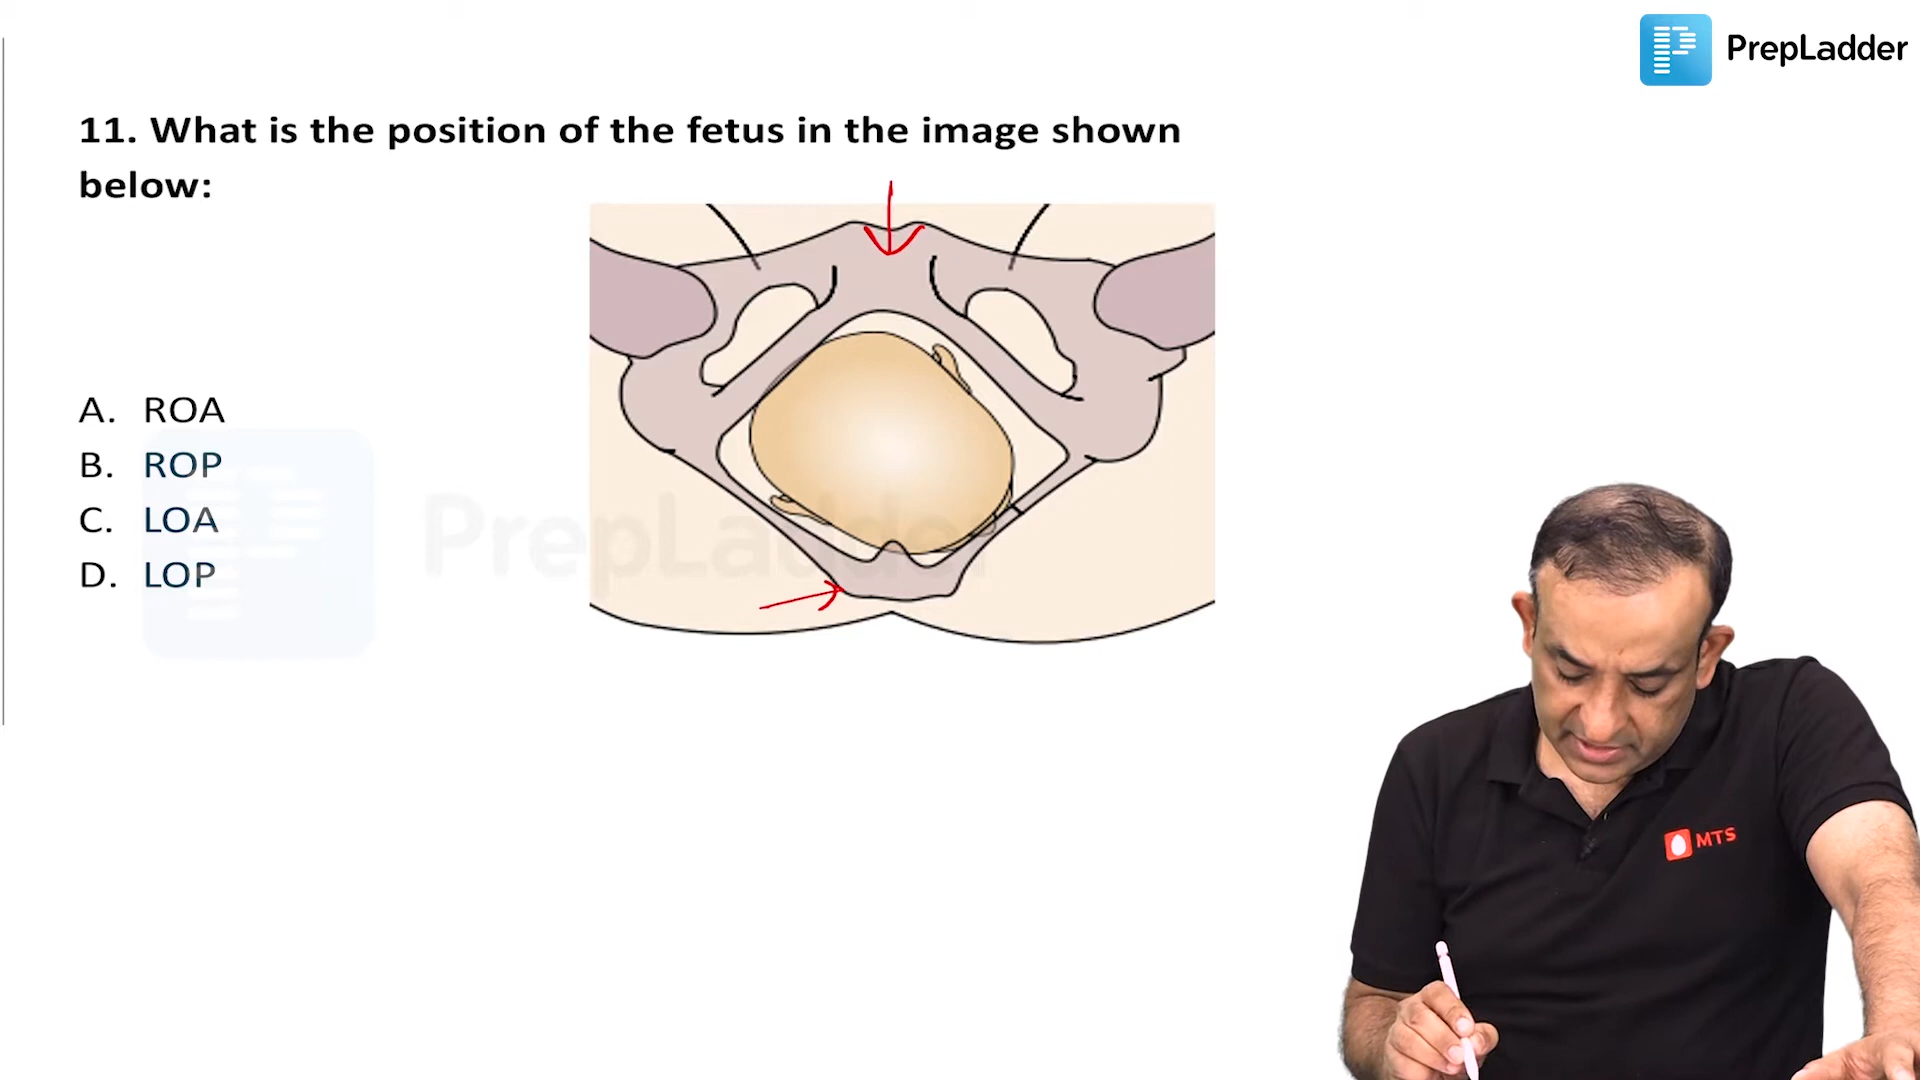 PrepLadder
11. What is the position of the fetus in the image shown
below:
A. ROA
B. ROP
C. LOA
D. LOP
PrepLadder
MTS